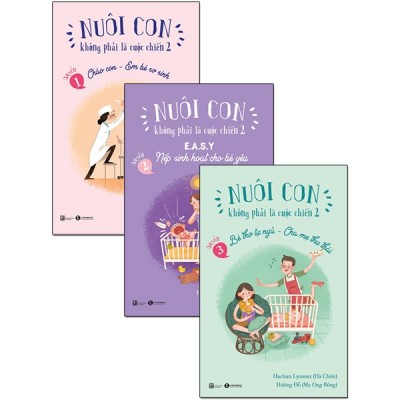 NUÔI CON
không phải là cuộc chiến 2
Quyển
1
Chào con - Em bé sơ sinh
NUÔI CON
không phải là cuộc chiến 2
E.A.S.Y
Quyển
2
Nếp sinh hoạt cho bé yêu
NUÔI CON
không phải là cuộc chiến 2
Quyển
3
Bé thơ tự ngủ - Cha mẹ thư thái
Hachun Lyonnet (Hà Chũn)
Hương Đỗ (Mẹ Ong Bông)